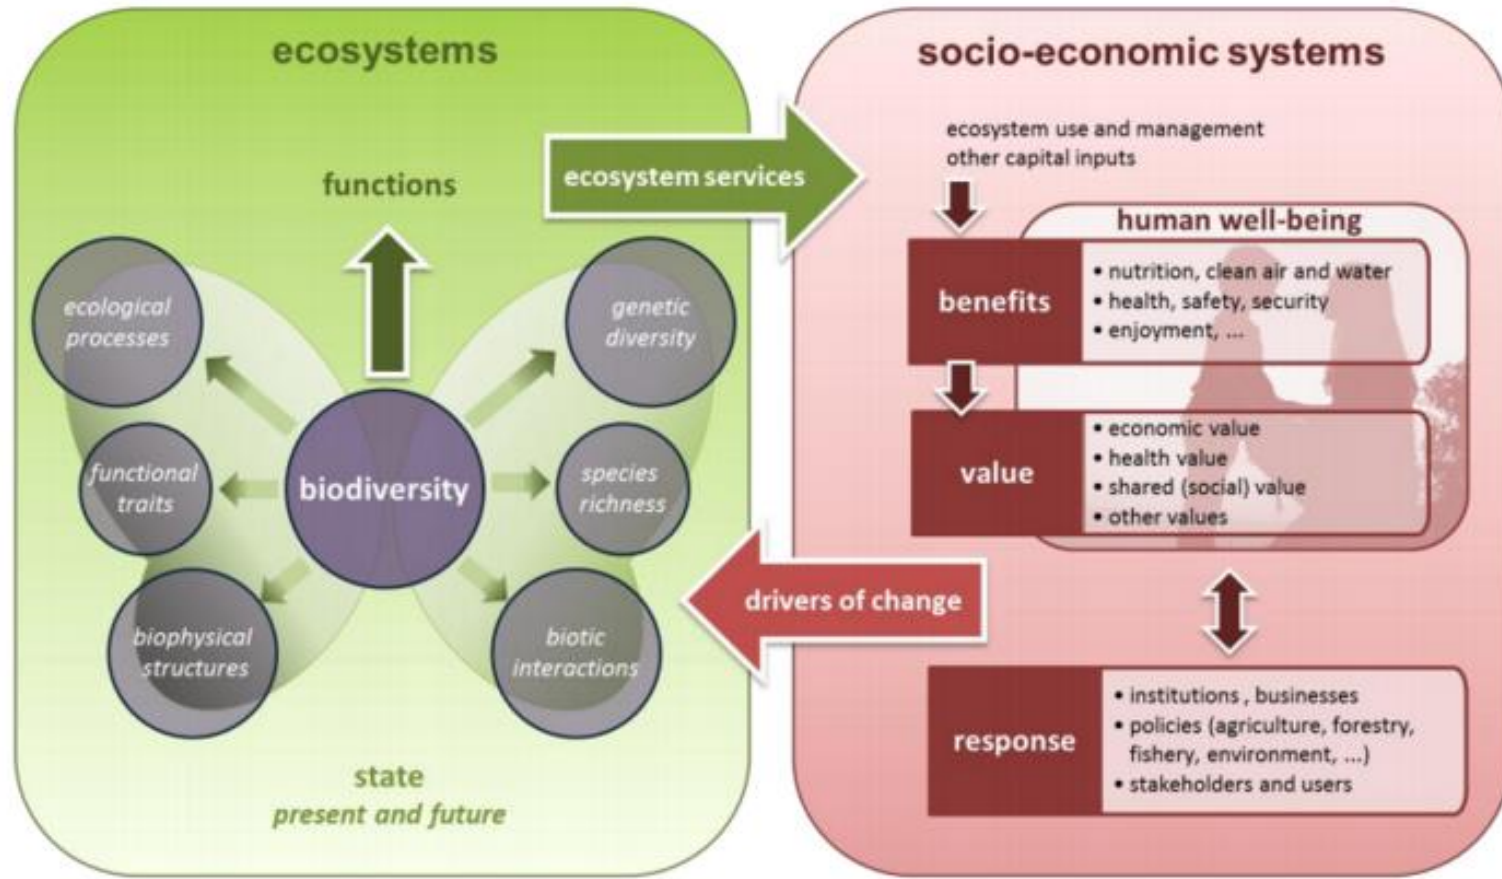 ecosystems
functions
ecosystem services
ecological
processes
genetic
diversity
functional
traits
biodiversity
species
richness
biophysical
structures
biotic
interactions
state
present and future
drivers of change
socio-economic systems
ecosystem use and management
other capital inputs
human well-being
benefits
• nutrition, clean air and water
• health, safety, security
• enjoyment, ...
value
• economic value
• health value
• shared (social) value
• other values
response
• institutions , businesses
• policies (agriculture, forestry,
fishery, environment, ...)
• stakeholders and users